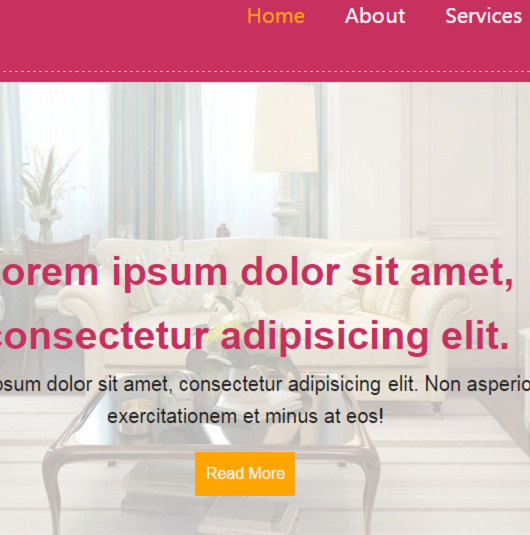 Home About Services
orem ipsum dolor sit amet,
consectetur adipisicing elit.
psum dolor sit amet, consectetur adipisicing elit. Non asperio
exercitationem et minus at eos!
Read More